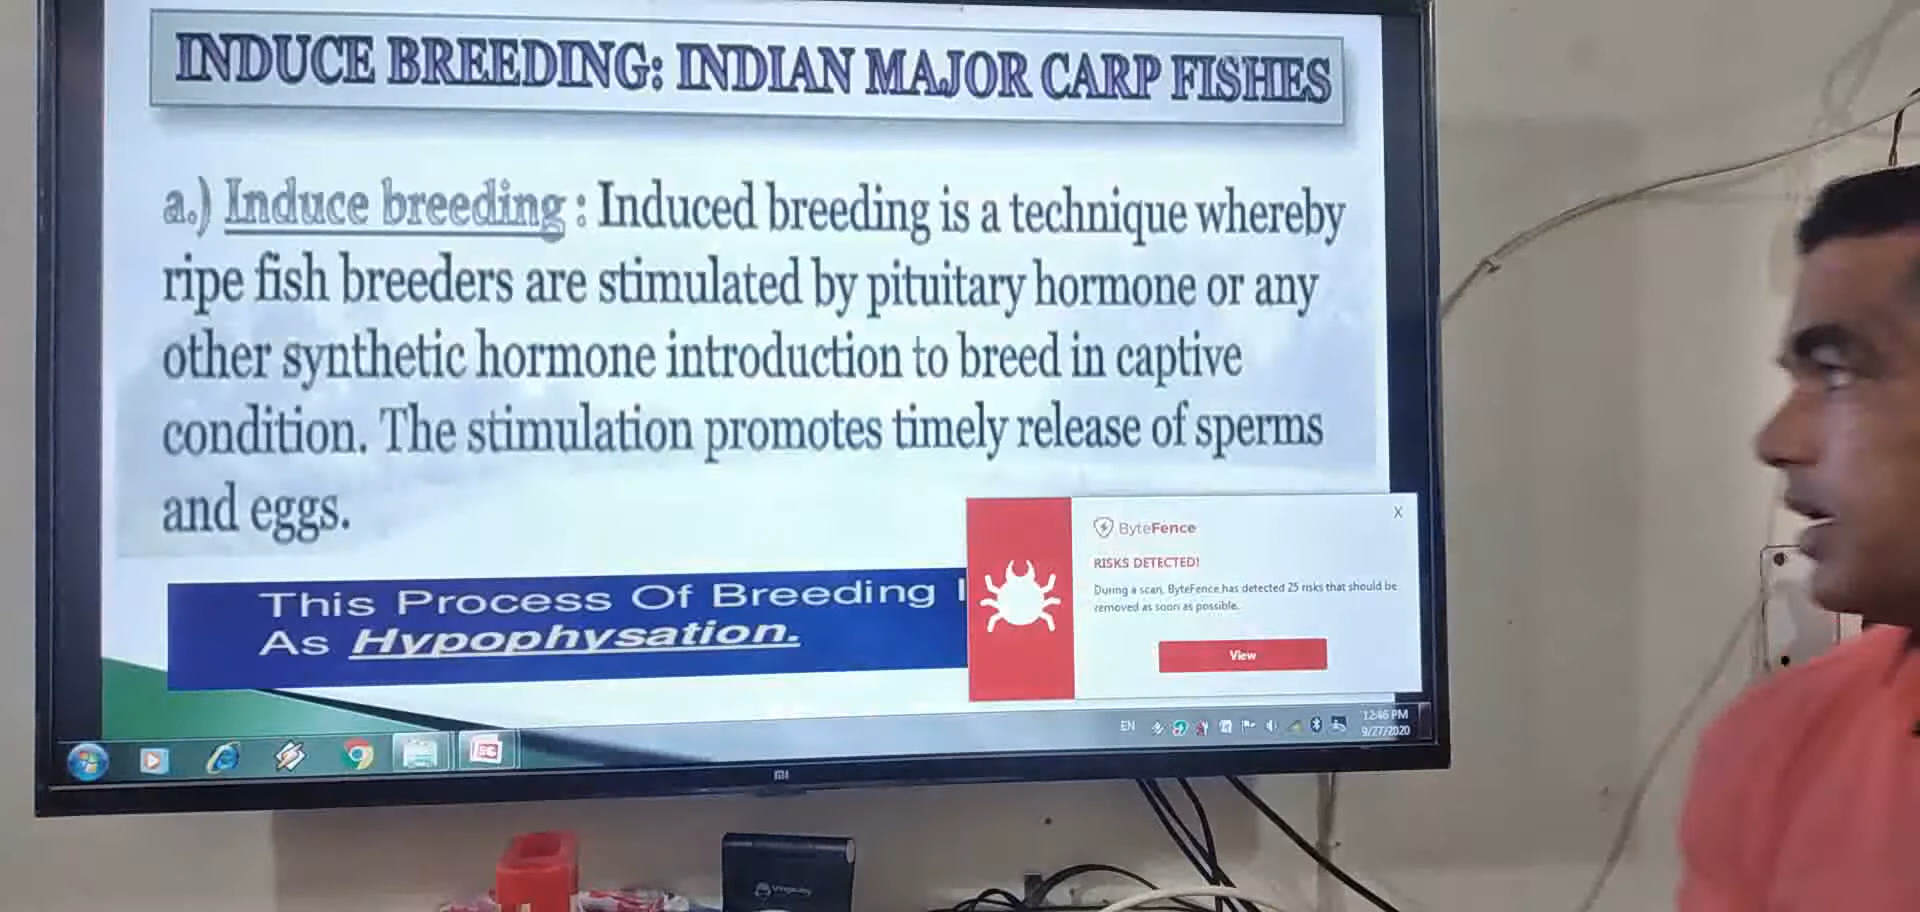 INDUCE BREEDING: INDIAN MAJOR CARP FISHES
a.) Induce breeding : Induced breeding is a technique whereby
ripe fish breeders are stimulated by pituitary hormone or any
other synthetic hormone introduction to breed in captive
condition. The stimulation promotes timely release of sperms
and eggs.
This Process Of Breeding
As Hypophysation.
X
ByteFence
RISKS DETECTED!
During a scan, ByteFence has detected 25 risks that should be
removed as soon as possible.
View
EN
12:46 PM
9/27/2020
mi